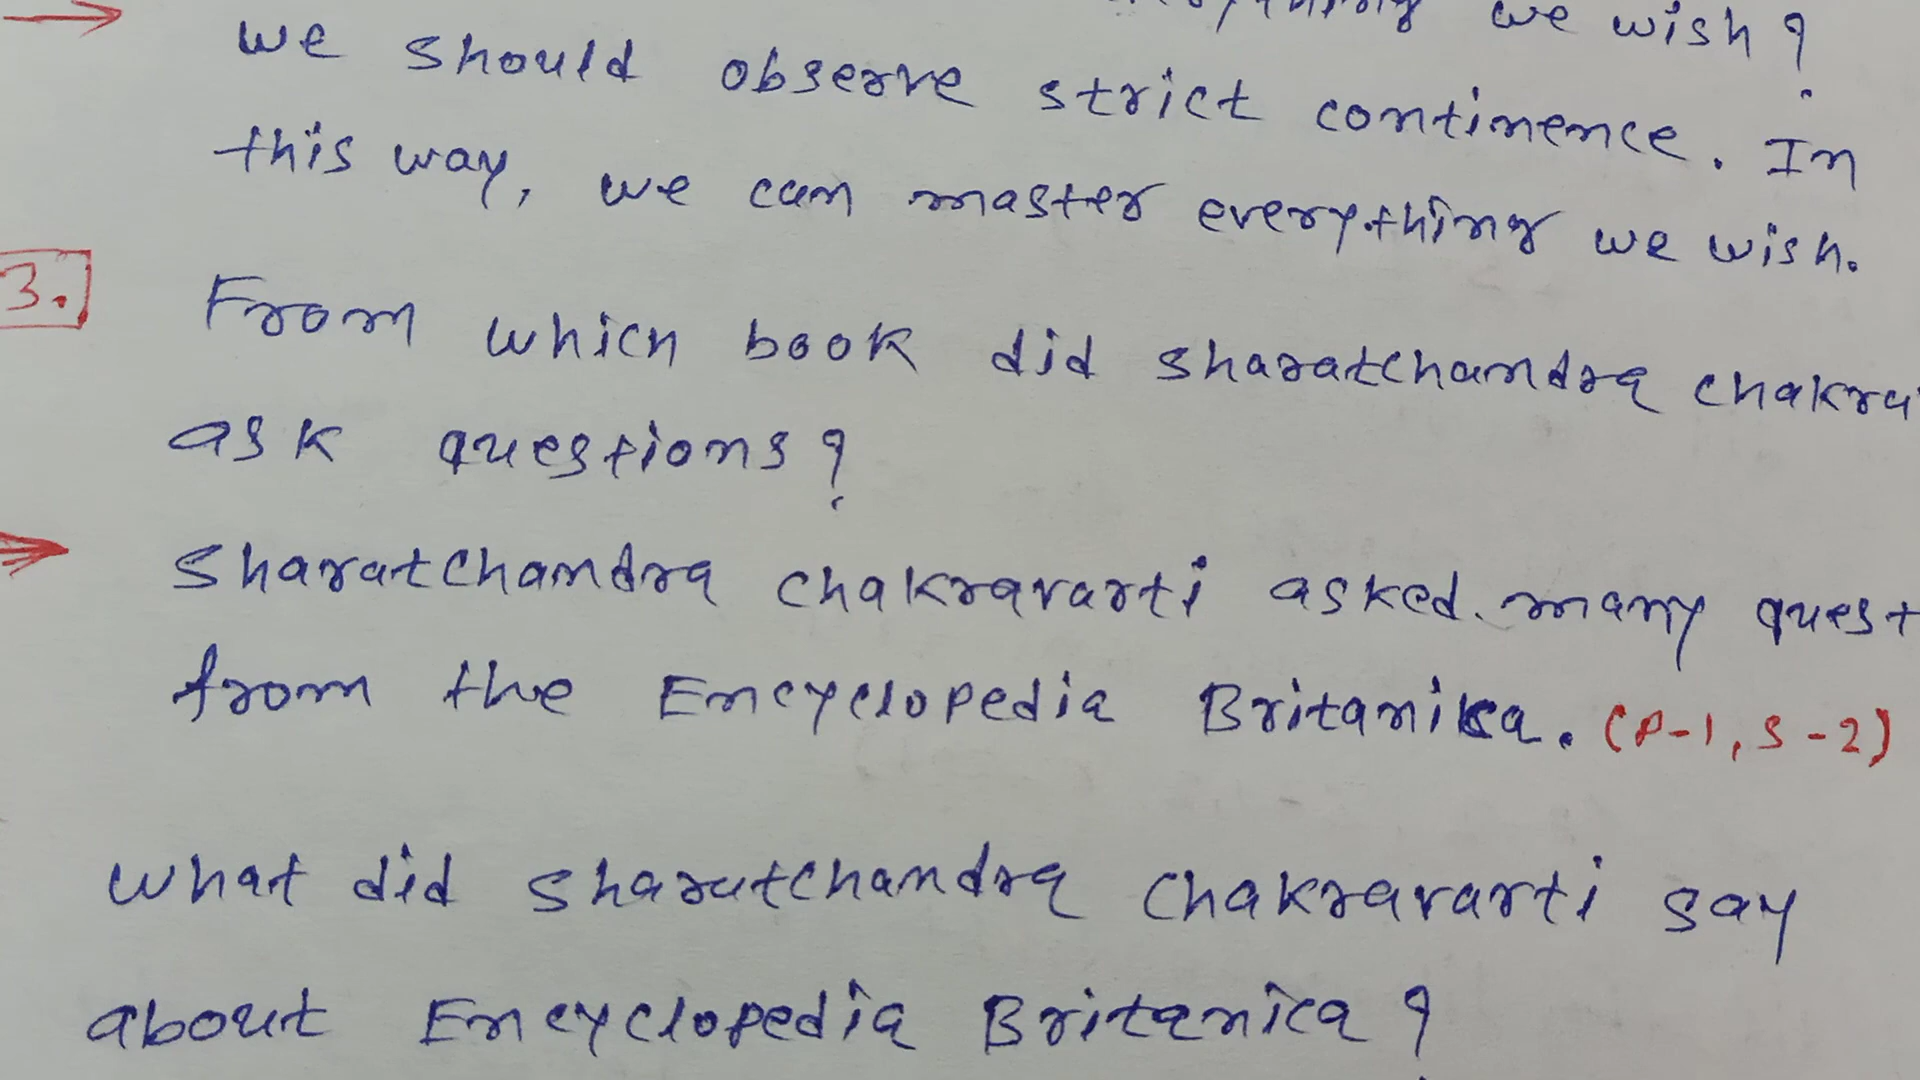 we wish?
→ we should observe strict continence. In
this way, we can master everything we wish.
3. From which book did sharatchandra
ask questions?
→ Sharatchandra Chakravarti asked many
from the Encyclopedia Britanika. (P-1, S-2)
What did Sharatchandra Chakravarti say
about Encyclopedia Britanica?